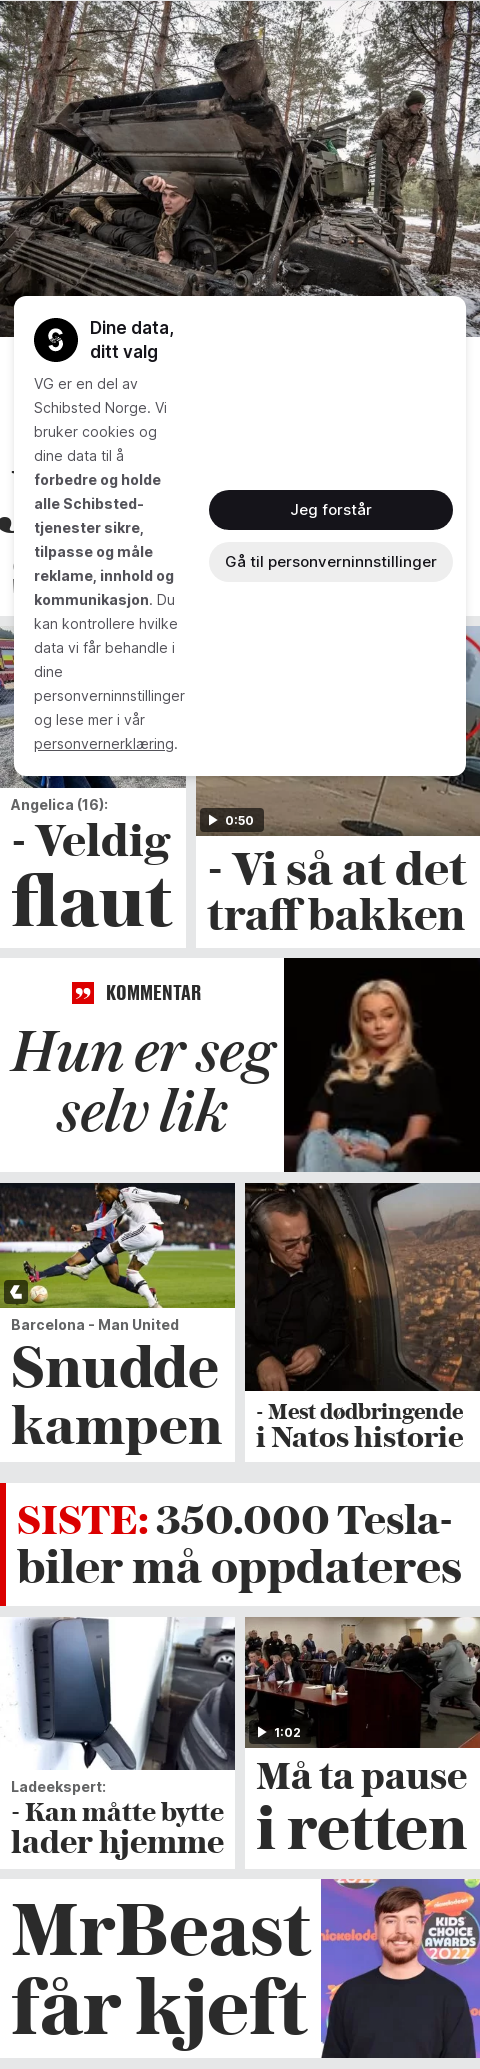 Dine data,
ditt valg
VG er en del av
Schibsted Norge. Vi
bruker cookies og
dine data til å
forbedre og holde
alle Schibsted-
tjenester sikre,
tilpasse og måle
reklame, innhold og
kommunikasjon. Du
kan kontrollere hvilke
data vi får behandle i
dine
personverninnstillinger
og lese mer i vår
personvernerklæring.
Jeg forstår
Gå til personverninnstillinger
Angelica (16):
- Veldig
flaut
0:50
- Vi så at det
traff bakken
KOMMENTAR
Hun er seg
selv lik
Barcelona - Man United
Snudde
kampen
- Mest dødbringende
i Natos historie
SISTE: 350.000 Tesla-
biler må oppdateres
Ladeekspert:
- Kan måtte bytte
lader hjemme
1:02
Må ta pause
i retten
MrBeast
får kjeft
nickelodeon
KIDS
CHOICE
AWARDS
2022